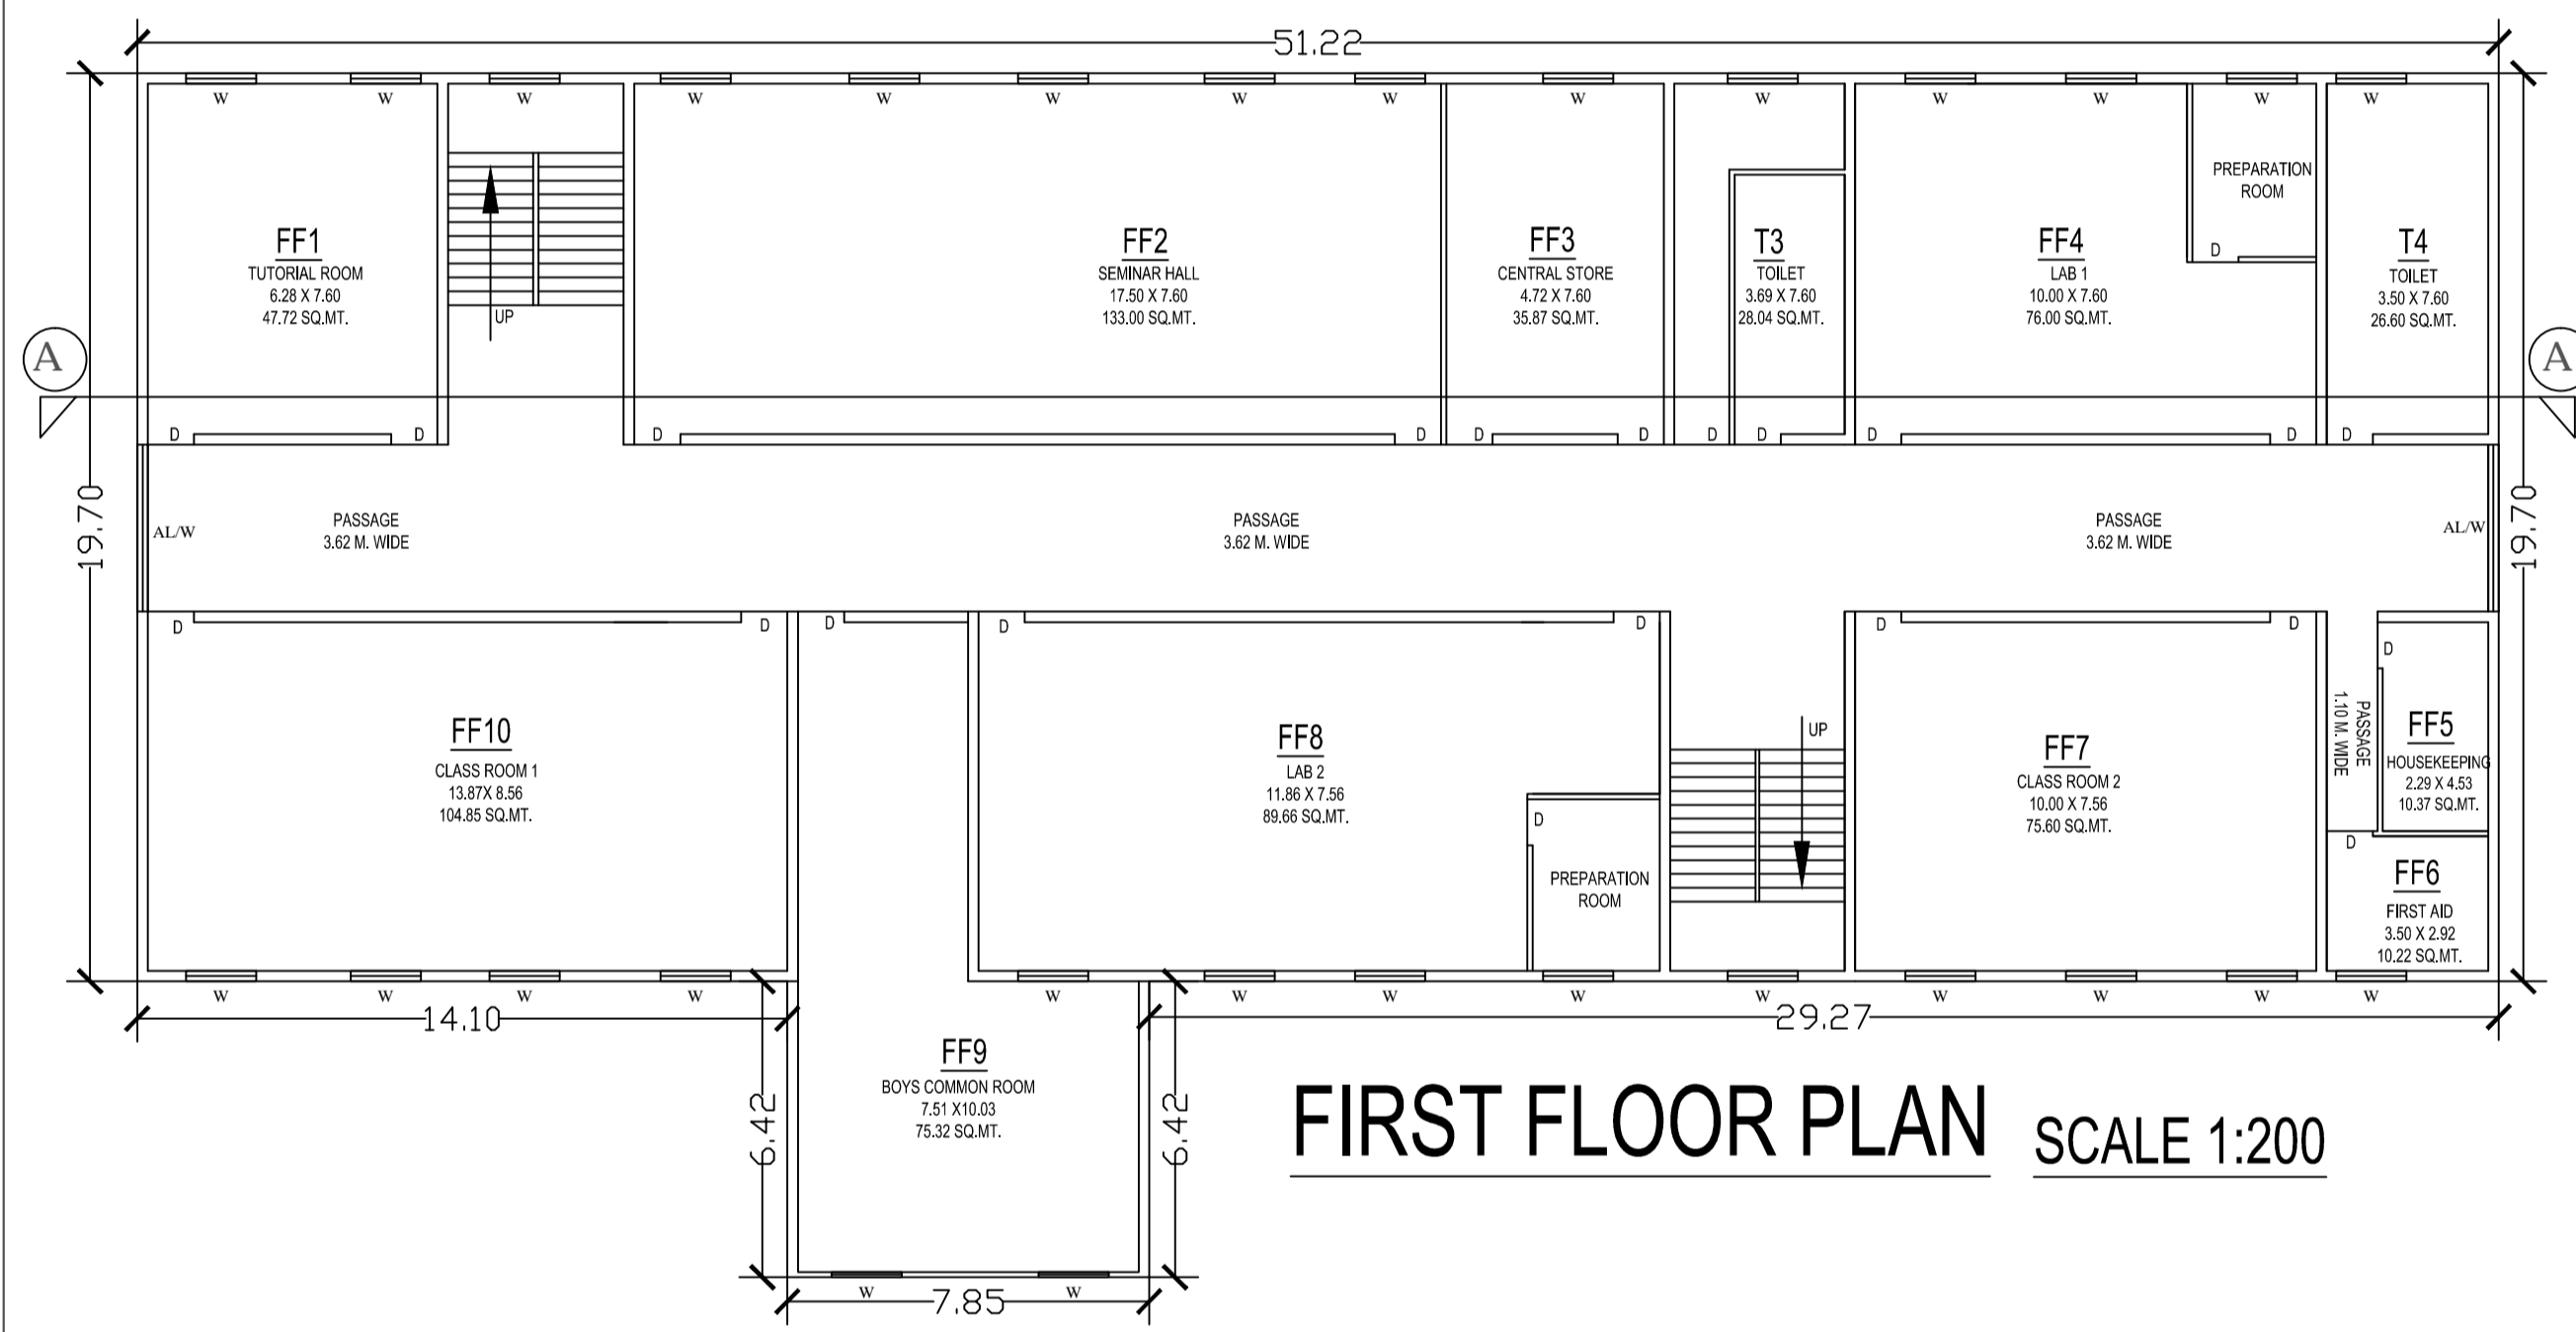 51.22
W W W W W W W W W W W W W W
PREPARATION
ROOM
D
FF1
TUTORIAL ROOM
6.28 X 7.60
47.72 SQ.MT.
UP
FF2
SEMINAR HALL
17.50 X 7.60
133.00 SQ.MT.
FF3
CENTRAL STORE
4.72 X 7.60
35.87 SQ.MT.
T3
TOILET
3.69 X 7.60
28.04 SQ.MT.
FF4
LAB 1
10.00 X 7.60
76.00 SQ.MT.
T4
TOILET
3.50 X 7.60
26.60 SQ.MT.
A A
D D D D D D D D D D D
19.70
AL/W
PASSAGE
3.62 M. WIDE
PASSAGE
3.62 M. WIDE
PASSAGE
3.62 M. WIDE
AL/W
19.70
D D D D D D D
D
FF10
CLASS ROOM 1
13.87X 8.56
104.85 SQ.MT.
FF8
LAB 2
11.86 X 7.56
89.66 SQ.MT.
D
PREPARATION
ROOM
UP
FF7
CLASS ROOM 2
10.00 X 7.56
75.60 SQ.MT.
PASSAGE
1.10 M. WIDE
FF5
HOUSEKEEPING
2.29 X 4.53
10.37 SQ.MT.
D
FF6
FIRST AID
3.50 X 2.92
10.22 SQ.MT.
W W W W W W W W W W W W W
14.10
29.27
6.42
FF9
BOYS COMMON ROOM
7.51 X10.03
75.32 SQ.MT.
6.42
W W
7.85
FIRST FLOOR PLAN SCALE 1:200